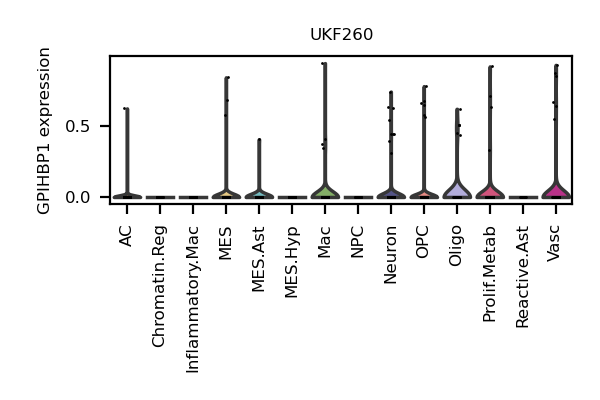 UKF260
GPIHBP1 expression
0.5
0.0
AC
Chromatin.Reg
Inflammatory.Mac
MES
MES.Ast
MES.Hyp
Mac
NPC
Neuron
OPC
Oligo
Prolif.Metab
Reactive.Ast
Vasc